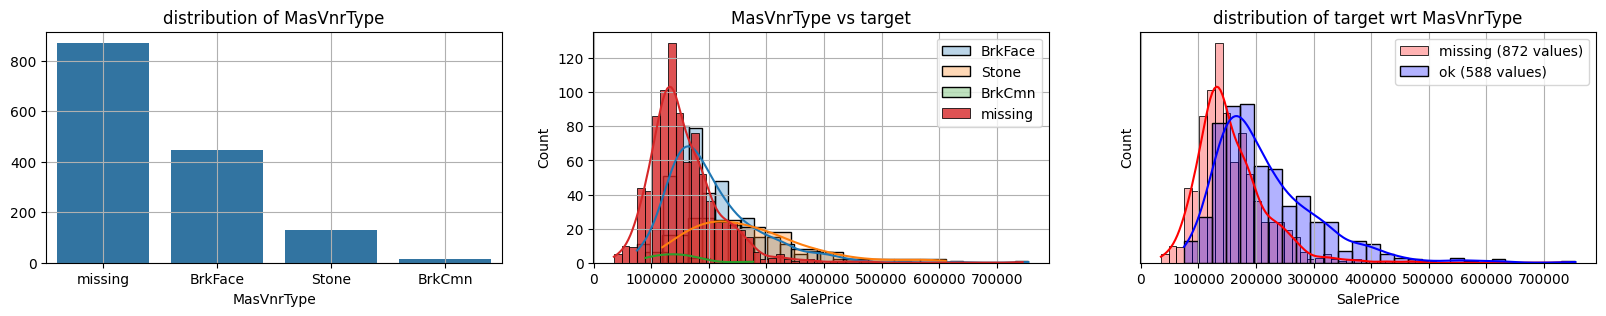 distribution of MasVnrType
800
600
400
200
0
missing BrkFace Stone BrkCmn
MasVnrType
MasVnrType vs target
Count
120
100
80
60
40
20
0
BrkFace
Stone
BrkCmn
missing
0 100000 200000 300000 400000 500000 600000 700000
SalePrice
distribution of target wrt MasVnrType
Count
missing (872 values)
ok (588 values)
0 100000 200000 300000 400000 500000 600000 700000
SalePrice